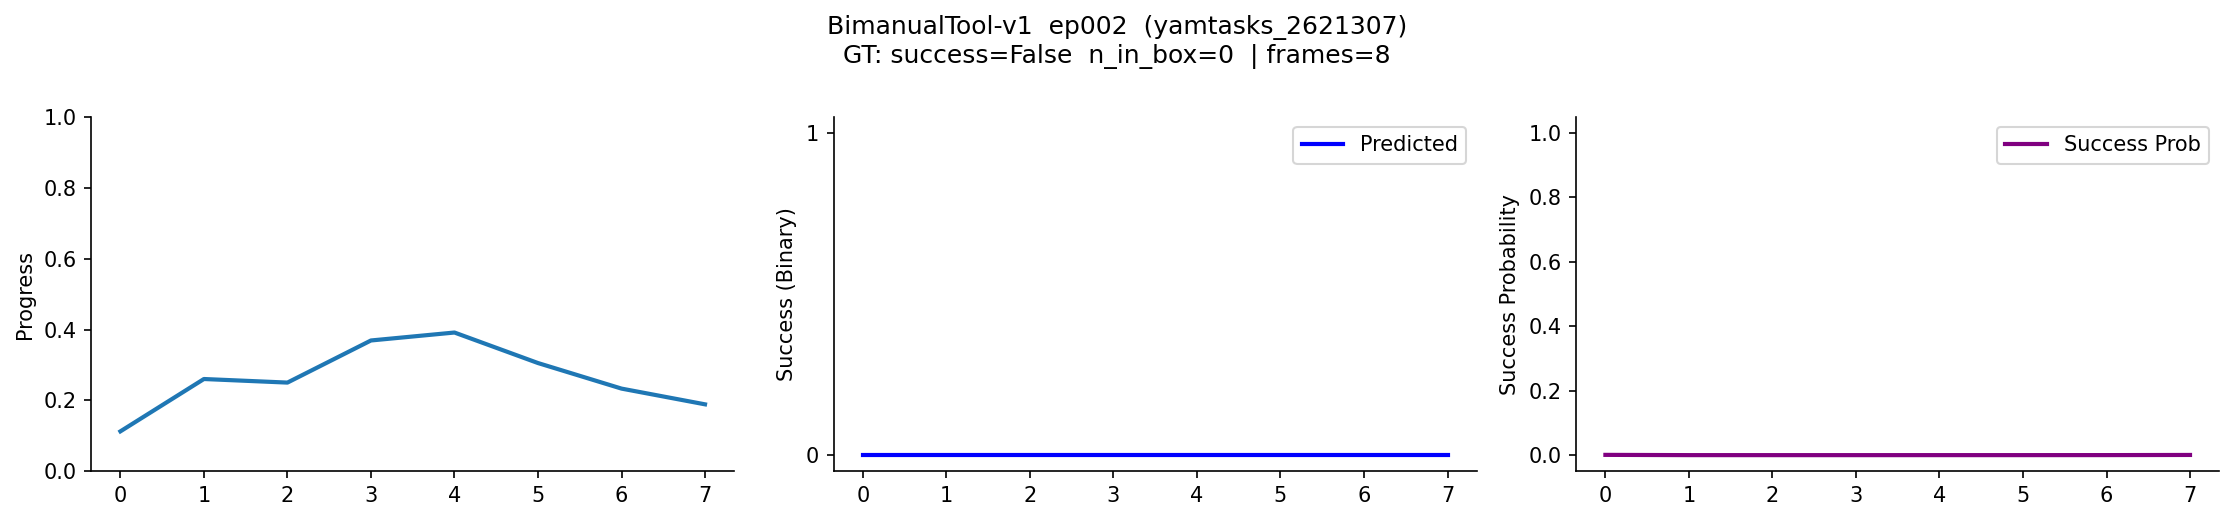 BimanualTool-v1  ep002  (yamtasks_2621307)
GT: success=False  n_in_box=0  | frames=8
Progress
1.0
0.8
0.6
0.4
0.2
0.0
0 1 2 3 4 5 6 7
Success (Binary)
1
0
Predicted
0 1 2 3 4 5 6 7
Success Probability
1.0
0.8
0.6
0.4
0.2
0.0
Success Prob
0 1 2 3 4 5 6 7